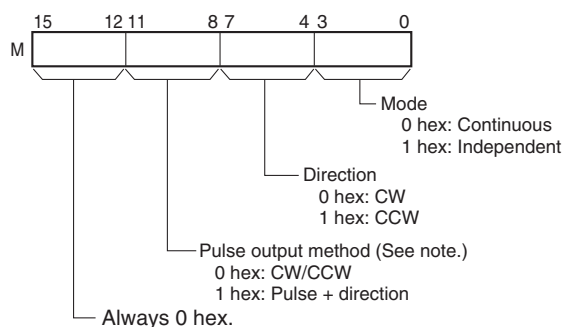 15 12 11 8 7 4 3 0
M
Mode
0 hex: Continuous
1 hex: Independent
Direction
0 hex: CW
1 hex: CCW
Pulse output method (See note.)
0 hex: CW/CCW
1 hex: Pulse + direction
Always 0 hex.